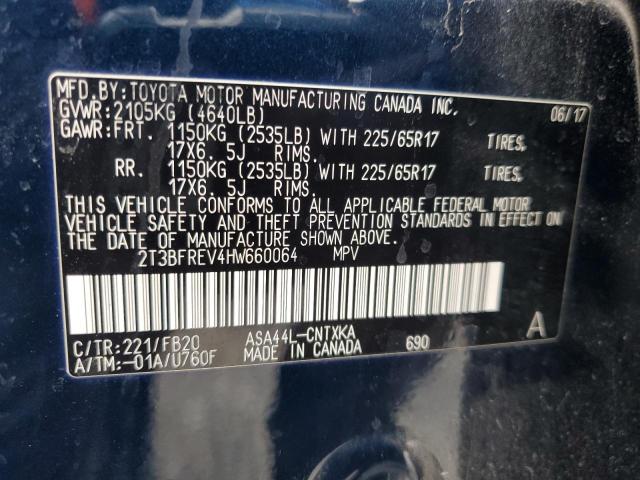 MFD.BY:TOYOTA MOTOR MANUFACTURING CANADA INC. 06/17
GVWR:2105KG (4640LB)
GAWR:FRT. 1150KG (2535LB) WITH 225/65R17 TIRES,
17X6.5J RIMS.
RR. 1150KG (2535LB) WITH 225/65R17 TIRES,
17X6.5J RIMS.
THIS VEHICLE CONFORMS TO ALL APPLICABLE FEDERAL MOTOR
VEHICLE SAFETY AND THEFT PREVENTION STANDARDS IN EFFECT ON
THE DATE OF MANUFACTURE SHOWN ABOVE.
2T3BFREV4HW660064 MPV
C/TR:221/FB20 ASA44L-CNTXKA 690 A
A/TM:-01A/U760F MADE IN CANADA